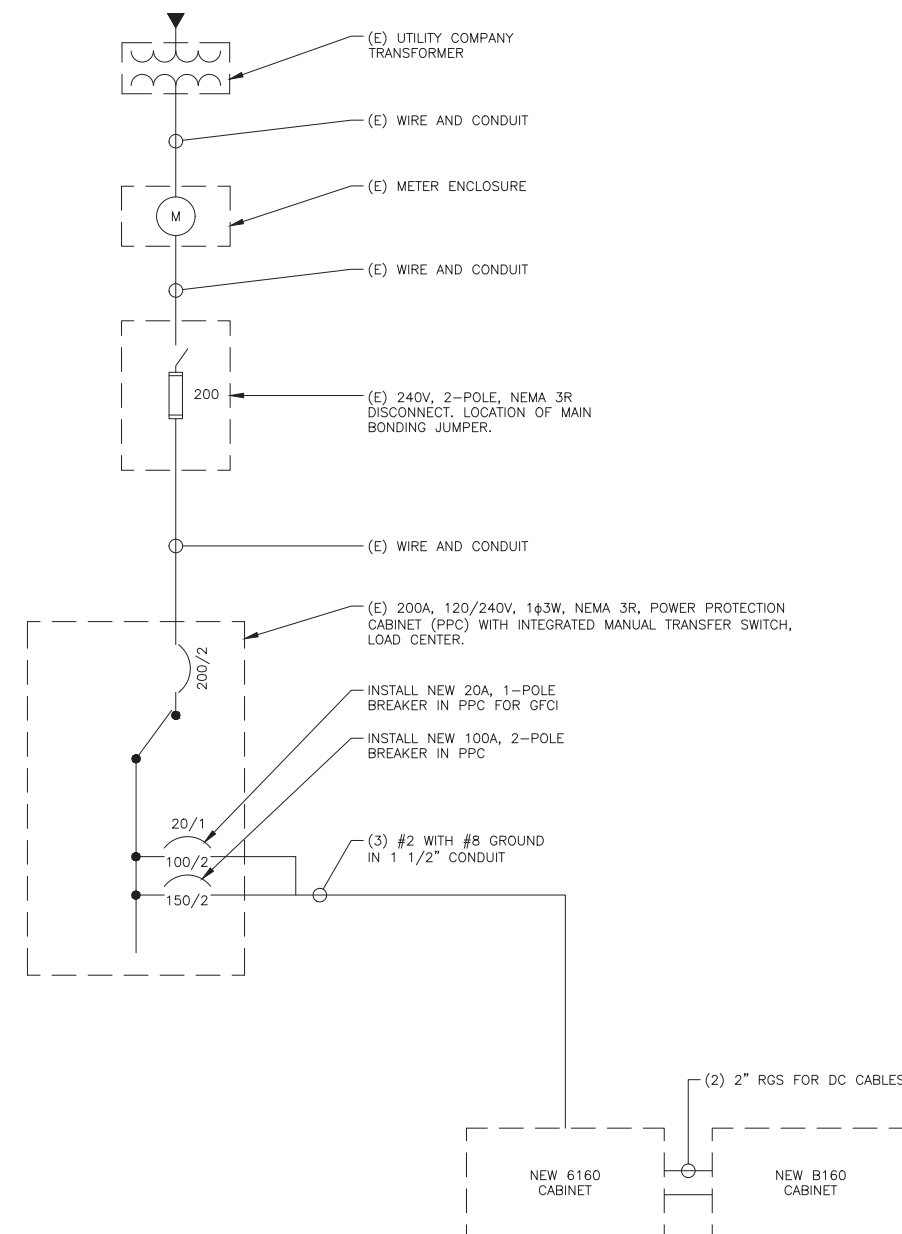 (E) UTILITY COMPANY
TRANSFORMER
(E) WIRE AND CONDUIT
(E) METER ENCLOSURE
M
(E) WIRE AND CONDUIT
200
(E) 240V, 2-POLE, NEMA 3R
DISCONNECT. LOCATION OF MAIN
BONDING JUMPER.
(E) WIRE AND CONDUIT
(E) 200A, 120/240V, 1ϕ3W, NEMA 3R, POWER PROTECTION
CABINET (PPC) WITH INTEGRATED MANUAL TRANSFER SWITCH,
LOAD CENTER.
200/2
INSTALL NEW 20A, 1-POLE
BREAKER IN PPC FOR GFCI
INSTALL NEW 100A, 2-POLE
BREAKER IN PPC
20/1
100/2
150/2
(3) #2 WITH #8 GROUND
IN 1 1/2" CONDUIT
(2) 2" RGS FOR DC CABLES
NEW 6160
CABINET
NEW B160
CABINET